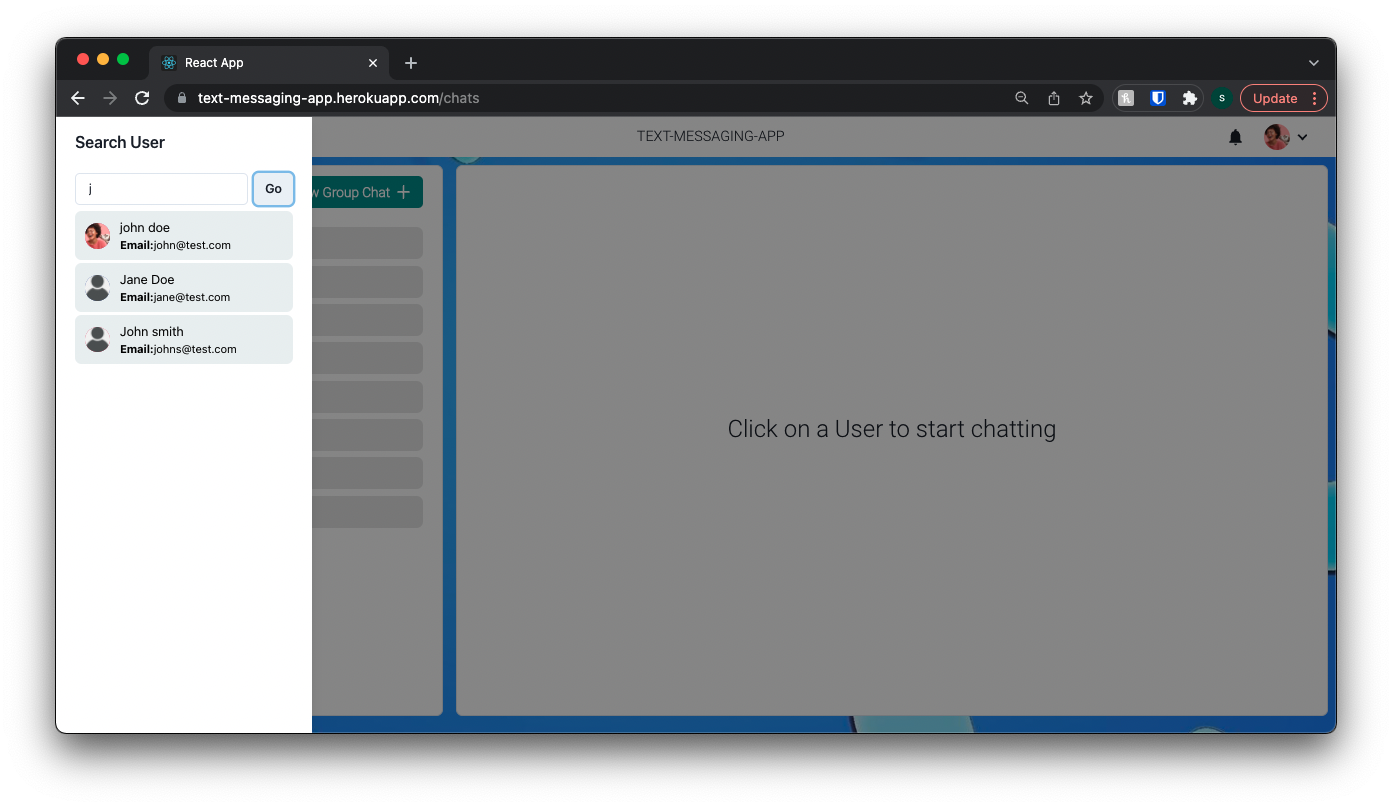 React App
text-messaging-app.herokuapp.com/chats
S
Update
Search User
TEXT-MESSAGING-APP
j
Go
w Group Chat
john doe
Email:john@test.com
Jane Doe
Email:jane@test.com
John smith
Email:johns@test.com
Click on a User to start chatting